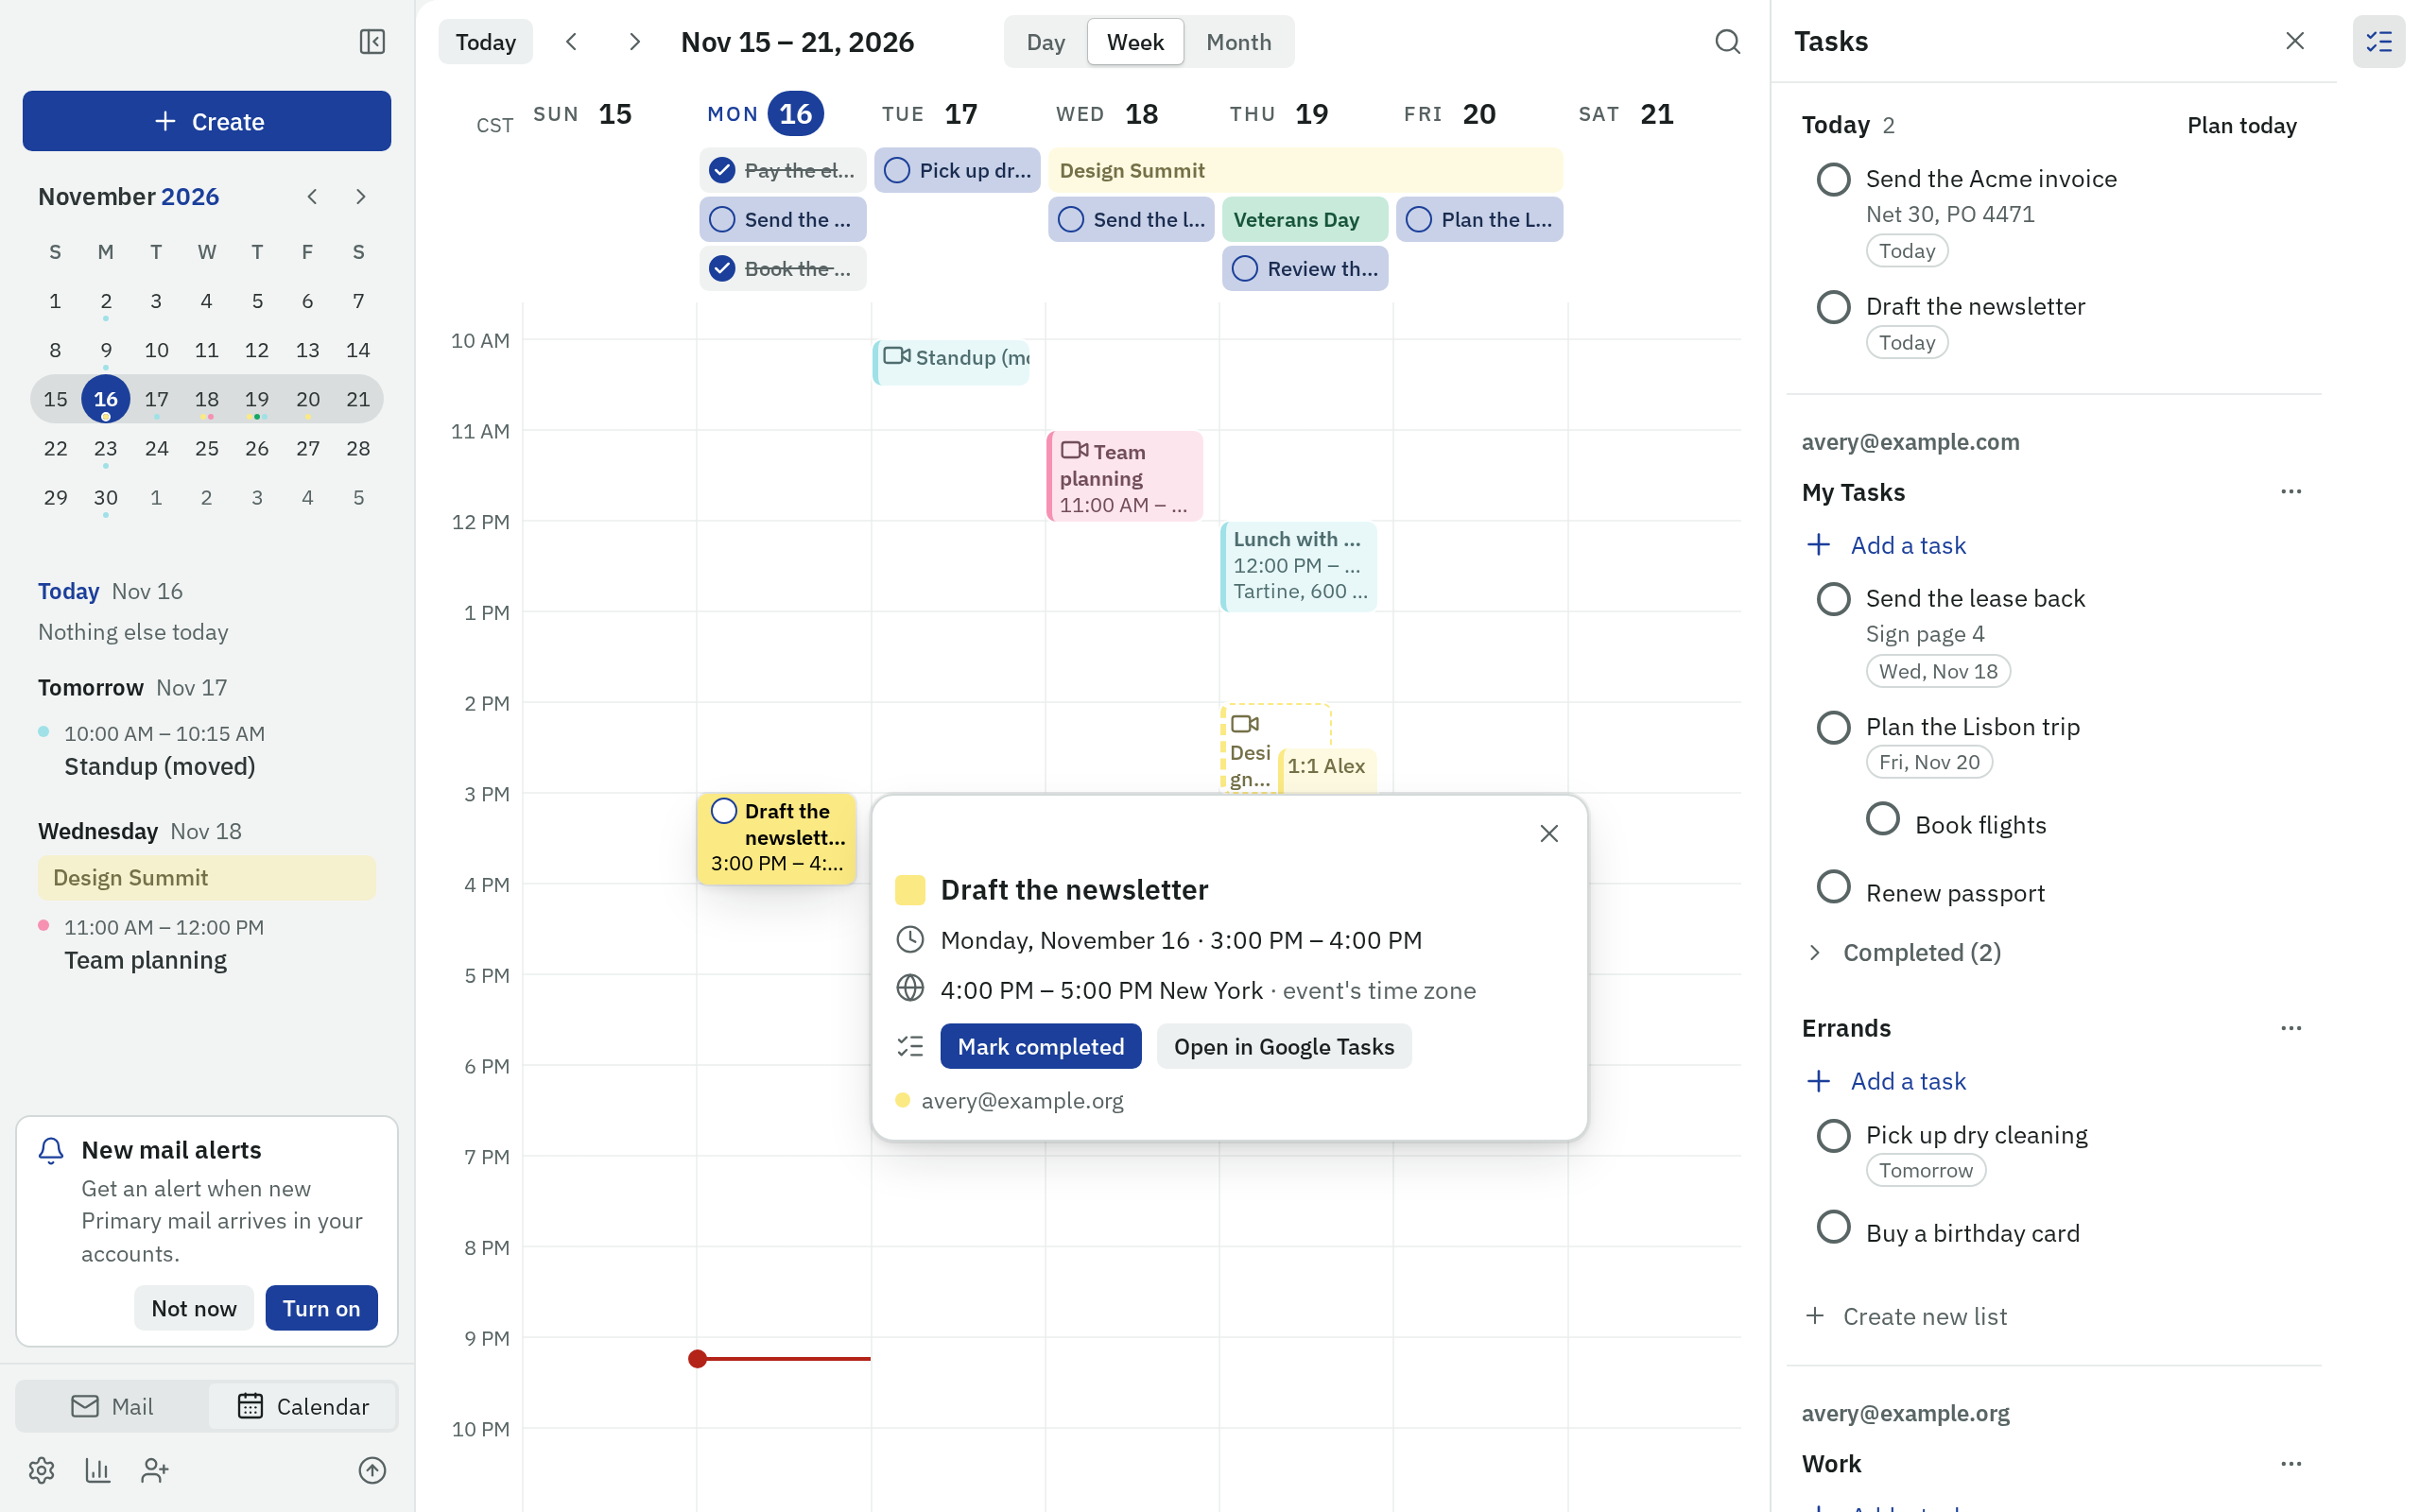 Create
November 2026
S M T W T F S
1 2 3 4 5 6 7
8 9 10 11 12 13 14
15 16 17 18 19 20 21
22 23 24 25 26 27 28
29 30 1 2 3 4 5
Today Nov 16
Nothing else today
Tomorrow Nov 17
10:00 AM – 10:15 AM
Standup (moved)
Wednesday Nov 18
Design Summit
11:00 AM – 12:00 PM
Team planning
New mail alerts
Get an alert when new
Primary mail arrives in your
accounts.
Not now
Turn on
Mail
Calendar
Today
Nov 15 – 21, 2026
Day
Week
Month
CST
SUN 15
MON 16
TUE 17
WED 18
THU 19
FRI 20
SAT 21
Pay the el...
Pick up dr...
Design Summit
Send the ...
Send the l...
Veterans Day
Plan the L...
Book the ...
Review th...
10 AM
11 AM
12 PM
1 PM
2 PM
3 PM
4 PM
5 PM
6 PM
7 PM
8 PM
9 PM
10 PM
Standup (mo
Team
planning
11:00 AM – ...
Lunch with ...
12:00 PM – ...
Tartine, 600 ...
Desi
gn...
1:1 Alex
Draft the
newslett...
3:00 PM – 4:...
Draft the newsletter
Monday, November 16 · 3:00 PM – 4:00 PM
4:00 PM – 5:00 PM New York · event's time zone
Mark completed
Open in Google Tasks
avery@example.org
Tasks
Today 2
Plan today
Send the Acme invoice
Net 30, PO 4471
Today
Draft the newsletter
Today
avery@example.com
My Tasks
Add a task
Send the lease back
Sign page 4
Wed, Nov 18
Plan the Lisbon trip
Fri, Nov 20
Book flights
Renew passport
Completed (2)
Errands
Add a task
Pick up dry cleaning
Tomorrow
Buy a birthday card
Create new list
avery@example.org
Work